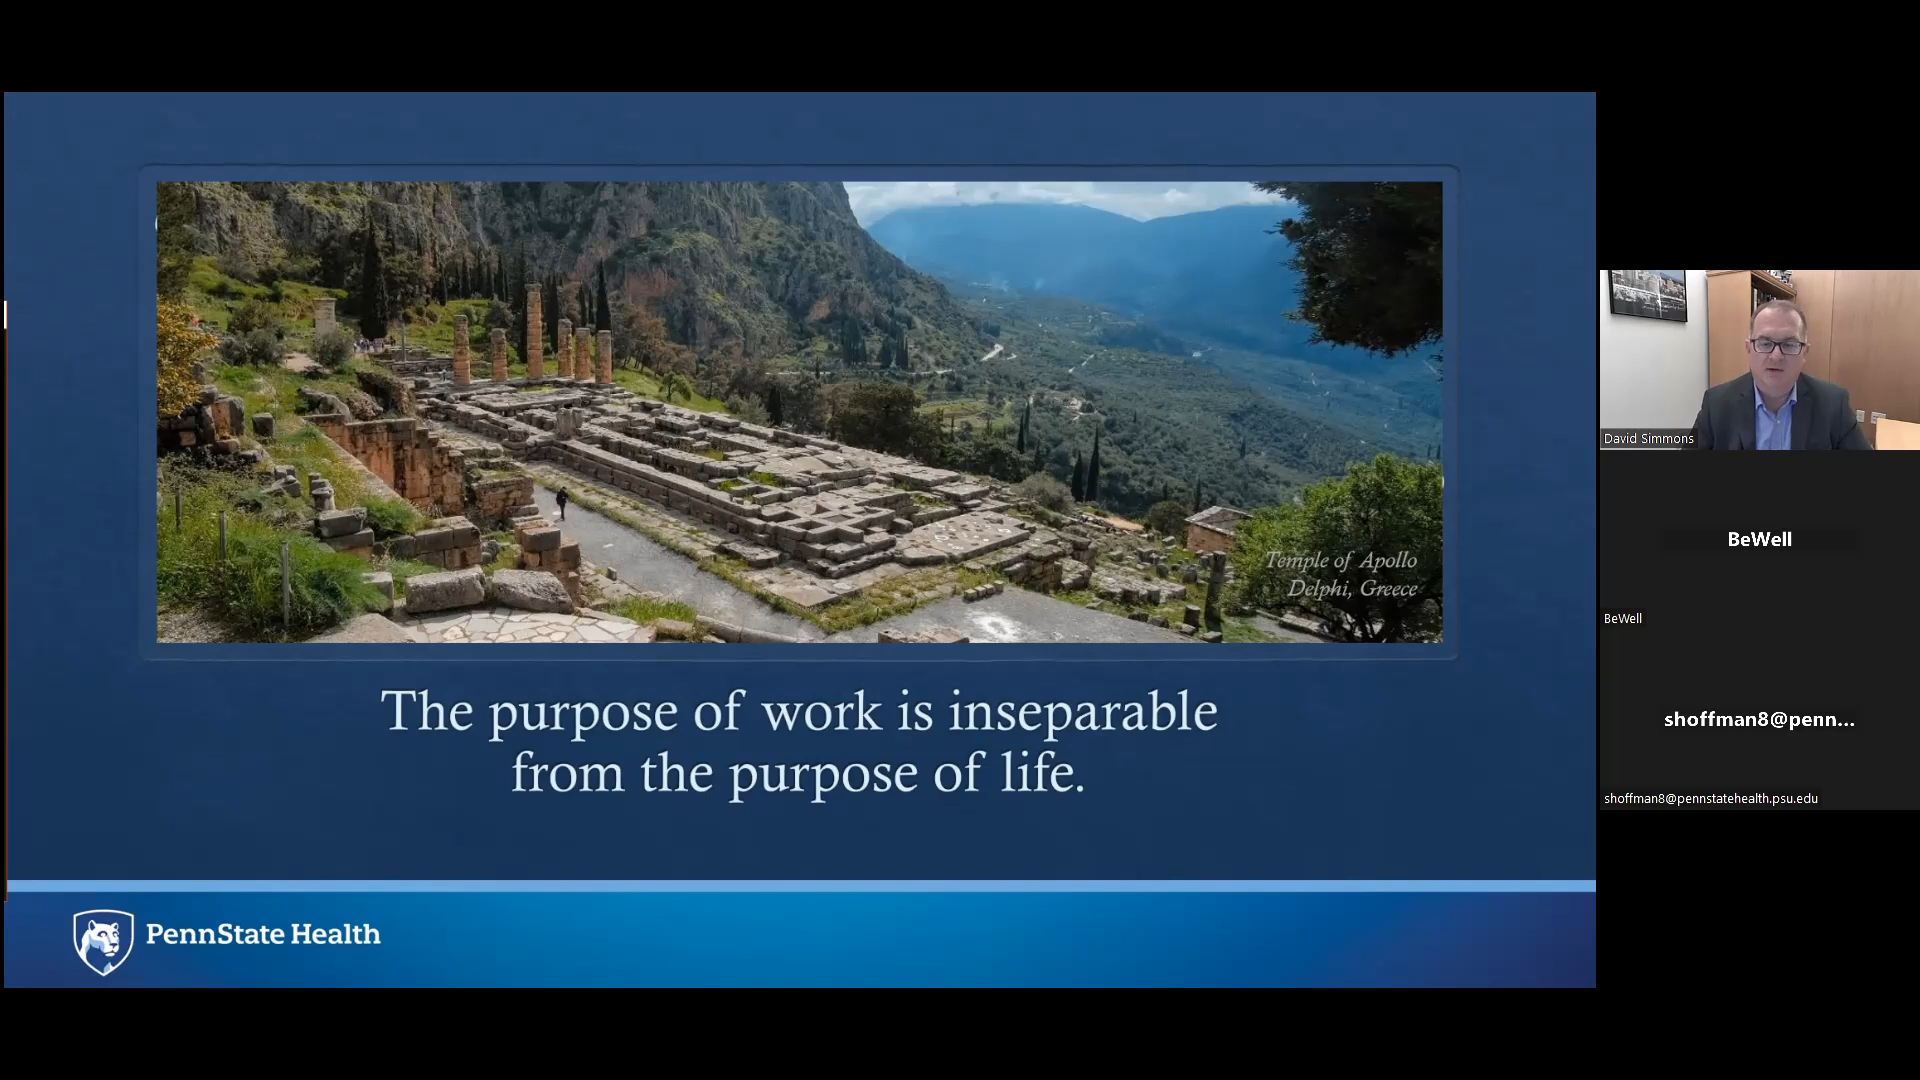 Temple of Apollo
Delphi, Greece
The purpose of work is inseparable
from the purpose of life.
PennState Health
David Simmons
BeWell
BeWell
shoffman8@penn...
shoffman8@pennstatehealth.psu.edu